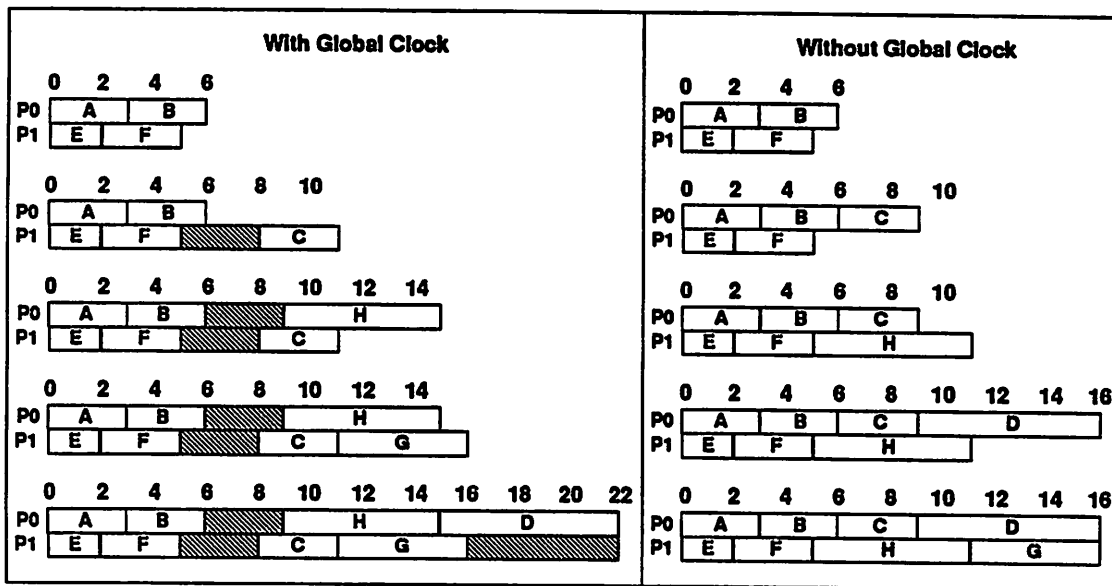 With Global Clock
0 2 4 6
P0 A B
P1 E F
0 2 4 6 8 10
P0 A B
P1 E F C
0 2 4 6 8 10 12 14
P0 A B H
P1 E F C
0 2 4 6 8 10 12 14
P0 A B H
P1 E F C G
0 2 4 6 8 10 12 14 16 18 20 22
P0 A B H D
P1 E F C G
Without Global Clock
0 2 4 6
P0 A B
P1 E F
0 2 4 6 8 10
P0 A B C
P1 E F
0 2 4 6 8 10
P0 A B C
P1 E F H
0 2 4 6 8 10 12 14 16
P0 A B C D
P1 E F H
0 2 4 6 8 10 12 14 16
P0 A B C D
P1 E F H G